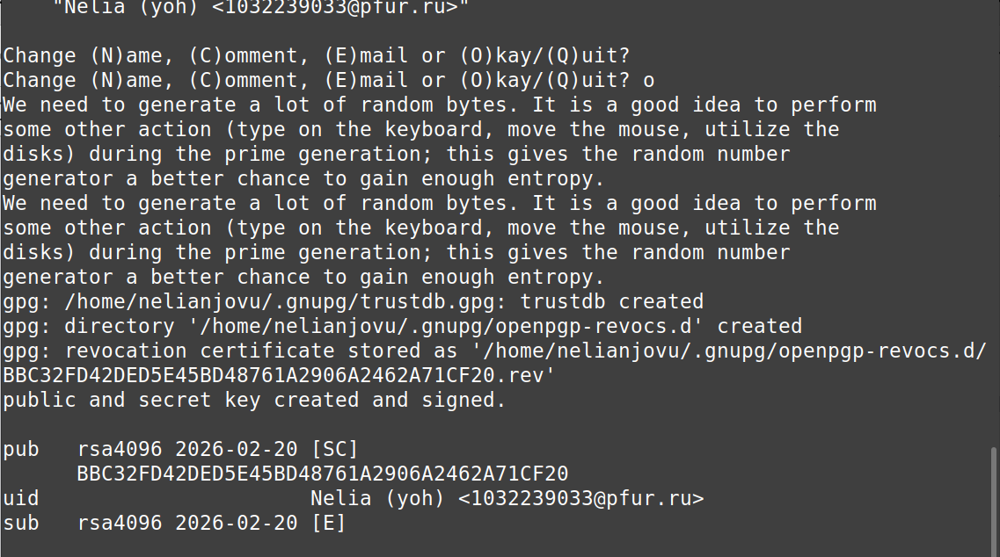 "Nelia (yoh) <1032239033@pfur.ru>"
Change (N)ame, (C)omment, (E)mail or (O)kay/(Q)uit?
Change (N)ame, (C)omment, (E)mail or (O)kay/(Q)uit? o
We need to generate a lot of random bytes. It is a good idea to perform
some other action (type on the keyboard, move the mouse, utilize the
disks) during the prime generation; this gives the random number
generator a better chance to gain enough entropy.
We need to generate a lot of random bytes. It is a good idea to perform
some other action (type on the keyboard, move the mouse, utilize the
disks) during the prime generation; this gives the random number
generator a better chance to gain enough entropy.
gpg: /home/nelianjovu/.gnupg/trustdb.gpg: trustdb created
gpg: directory '/home/nelianjovu/.gnupg/openpgp-revocs.d' created
gpg: revocation certificate stored as '/home/nelianjovu/.gnupg/openpgp-revocs.d/
BBC32FD42DED5E45BD48761A2906A2462A71CF20.rev'
public and secret key created and signed.
pub   rsa4096 2026-02-20 [SC]
      BBC32FD42DED5E45BD48761A2906A2462A71CF20
uid                      Nelia (yoh) <1032239033@pfur.ru>
sub   rsa4096 2026-02-20 [E]